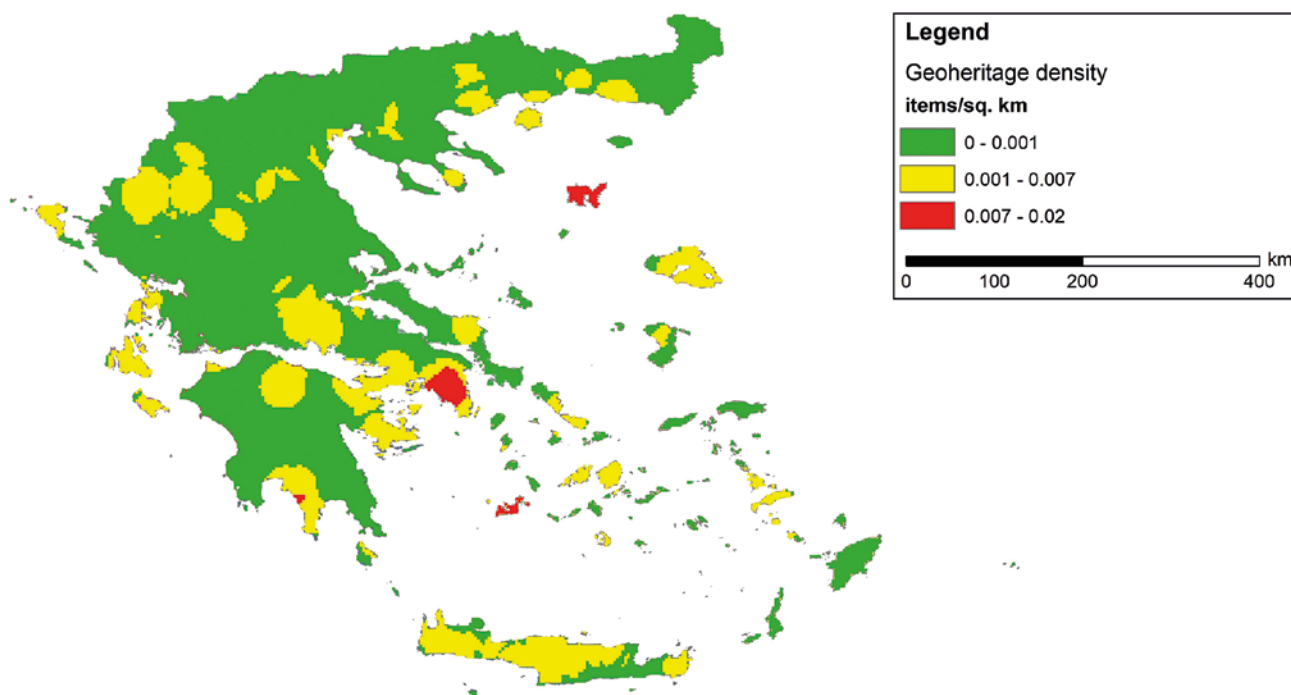 Legend
Geoheritage density
items/sq. km
0 - 0.001
0.001 - 0.007
0.007 - 0.02
km
0 100 200 400